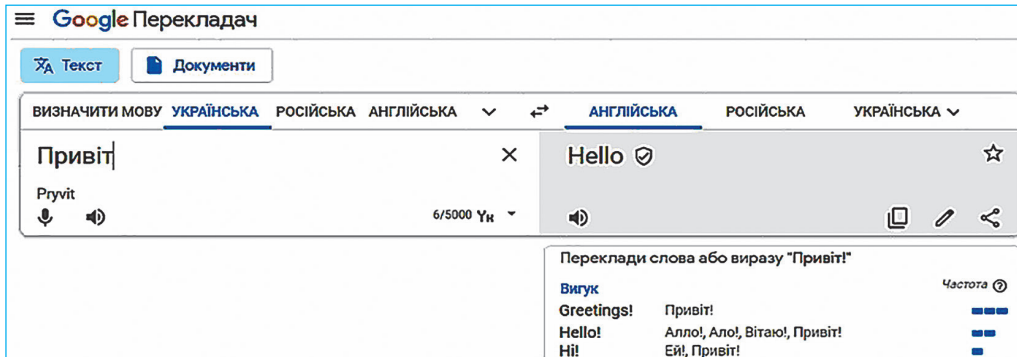 Google Перекладач
Текст Документи
ВИЗНАЧИТИ МОВУ УКРАЇНСЬКА РОСІЙСЬКА АНГЛІЙСЬКА АНГЛІЙСЬКА РОСІЙСЬКА УКРАЇНСЬКА
Привіт
Hello
Pryvit
6/5000 Ук
Переклади слова або виразу "Привіт!"
Вигук Частота
Greetings! Привіт!
Hello! Алло!, Ало!, Вітаю!, Привіт!
Hi! Ей!, Привіт!